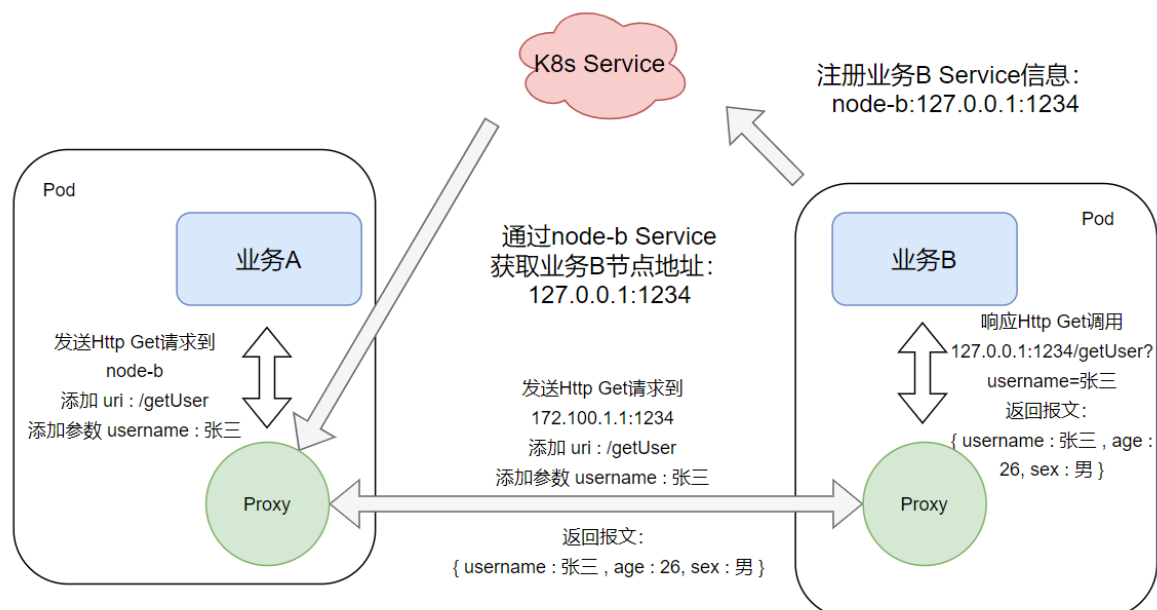 K8s Service
注册业务B Service信息：
node-b:127.0.0.1:1234
Pod
业务A
发送Http Get请求到
node-b
添加 uri : /getUser
添加参数 username : 张三
Proxy
通过node-b Service
获取业务B节点地址：
127.0.0.1:1234
发送Http Get请求到
172.100.1.1:1234
添加 uri : /getUser
添加参数 username : 张三
返回报文：
{ username : 张三 , age : 26, sex : 男 }
Pod
业务B
响应Http Get调用
127.0.0.1:1234/getUser?
username=张三
返回报文：
{ username : 张三 , age :
26, sex : 男 }
Proxy